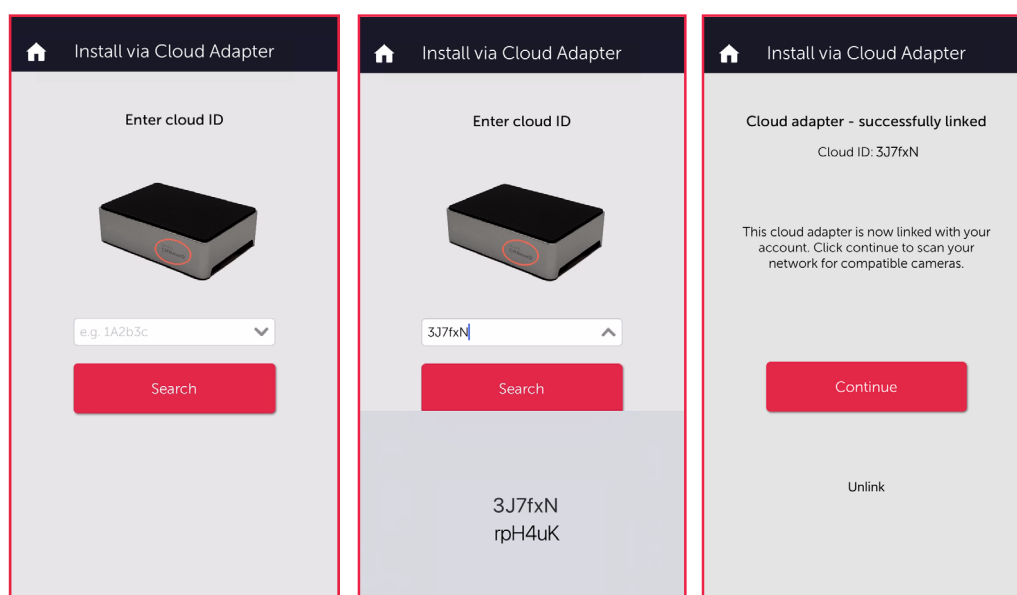 Install via Cloud Adapter
Enter cloud ID
e.g. 1A2b3c
Search
Install via Cloud Adapter
Enter cloud ID
3J7fxN
Search
3J7fxN
rpH4uK
Install via Cloud Adapter
Cloud adapter - successfully linked
Cloud ID: 3J7fxN
This cloud adapter is now linked with your
account. Click continue to scan your
network for compatible cameras.
Continue
Unlink